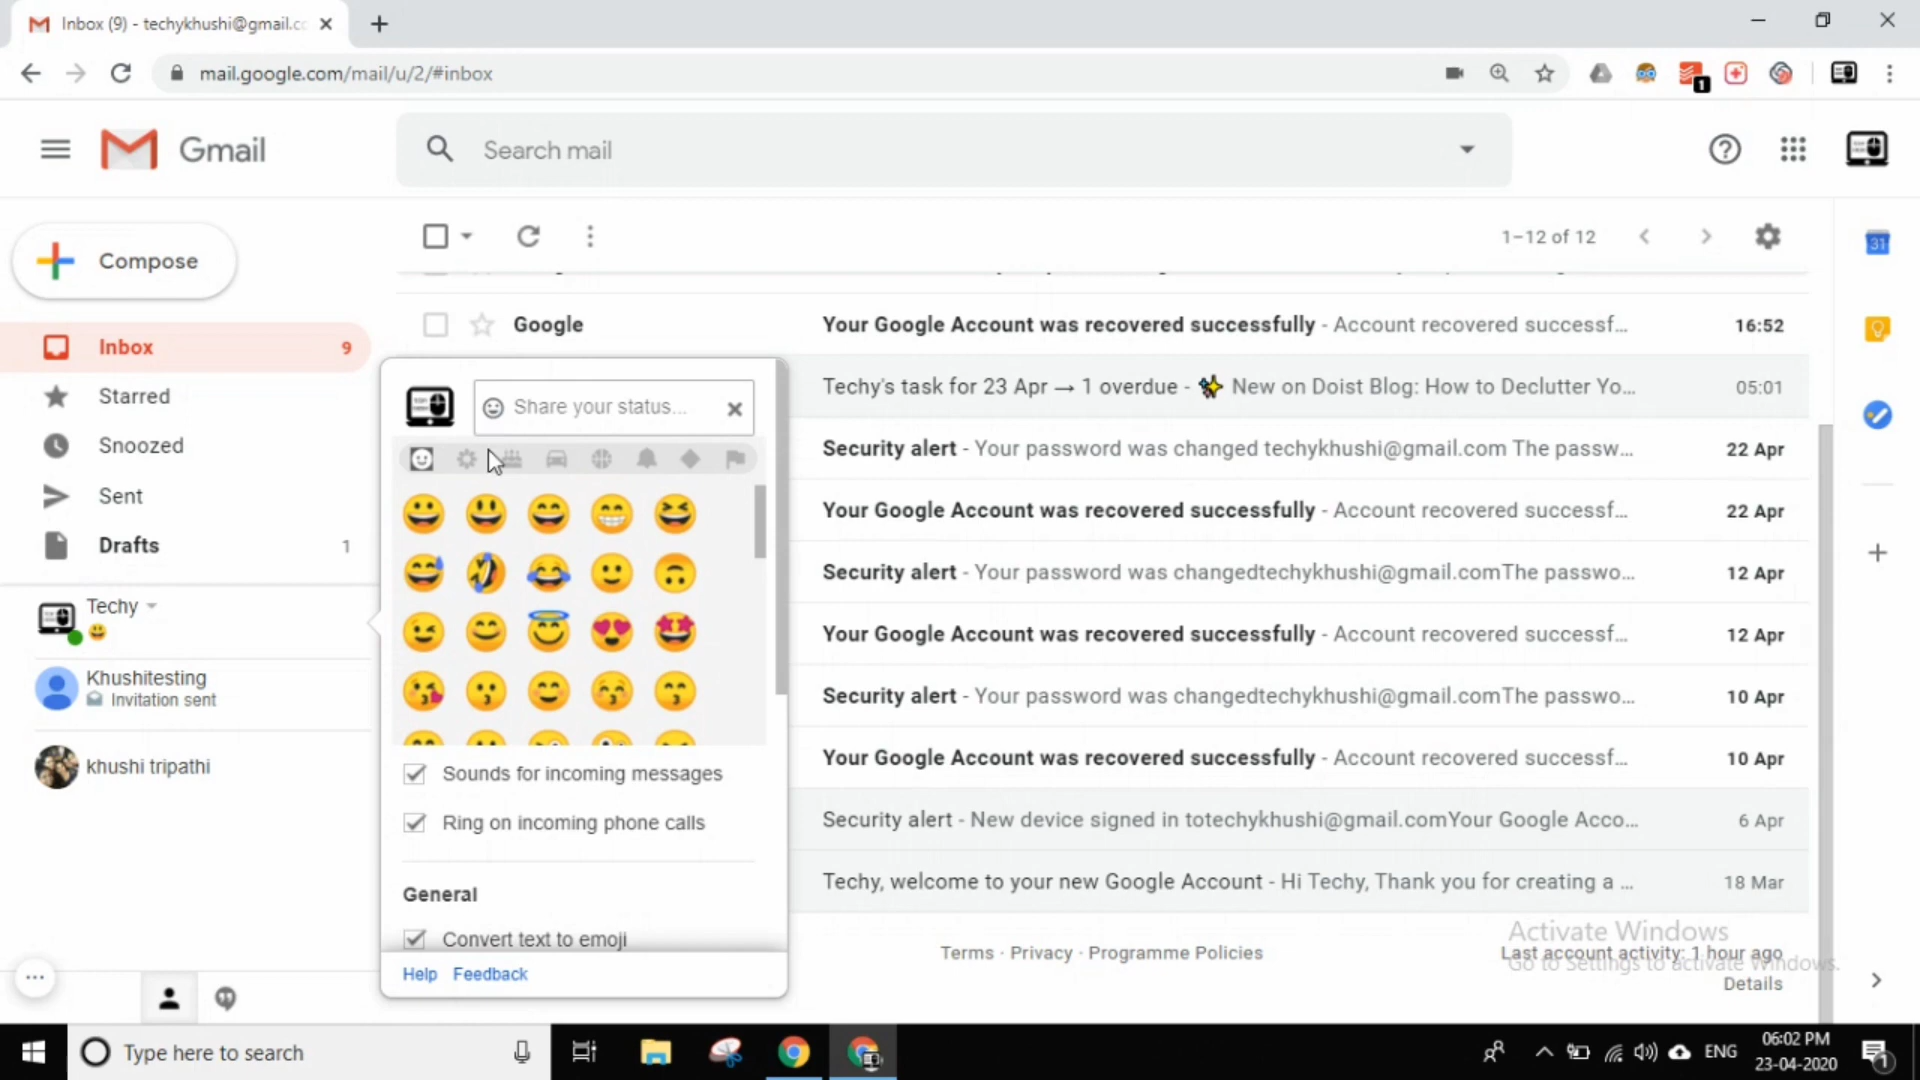 Inbox (9) - techykhushi@gmail.cc
mail.google.com/mail/u/2/#inbox
1
Gmail
Search mail
Compose
1–12 of 12
31
Inbox 9
Starred
Snoozed
Sent
Drafts 1
Techy
Khushitesting
Invitation sent
khushi tripathi
Share your status...
Sounds for incoming messages
Ring on incoming phone calls
General
Convert text to emoji
Help Feedback
Google Your Google Account was recovered successfully - Account recovered successf... 16:52
Techy's task for 23 Apr → 1 overdue - ✨ New on Doist Blog: How to Declutter Yo... 05:01
Security alert - Your password was changed techykhushi@gmail.com The passw... 22 Apr
Your Google Account was recovered successfully - Account recovered successf... 22 Apr
Security alert - Your password was changedtechykhushi@gmail.comThe passwo... 12 Apr
Your Google Account was recovered successfully - Account recovered successf... 12 Apr
Security alert - Your password was changedtechykhushi@gmail.comThe passwo... 10 Apr
Your Google Account was recovered successfully - Account recovered successf... 10 Apr
Security alert - New device signed in totechykhushi@gmail.comYour Google Acco... 6 Apr
Techy, welcome to your new Google Account - Hi Techy, Thank you for creating a ... 18 Mar
Terms · Privacy · Programme Policies
Activate Windows
Last account activity: 1 hour ago
Go to Settings to activate Windows.
Details
Type here to search
ENG
06:02 PM
23-04-2020
1